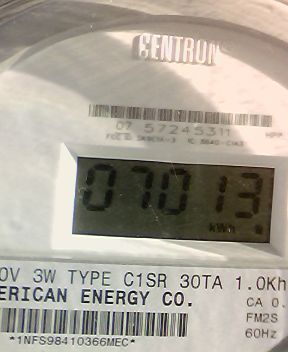 CENTRON
07 57245311
07013
kWh
0V 3W TYPE C1SR 30TA 1.0Kh
ERICAN ENERGY CO.
CA 0.
FM2S
60Hz
*1NFS98410366MEC*